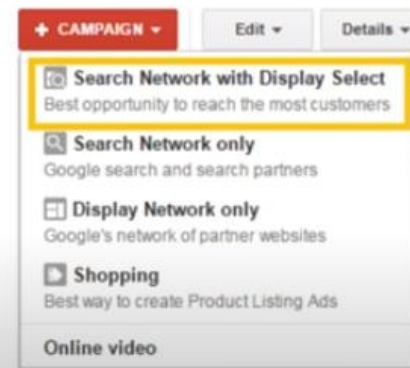 + CAMPAIGN Edit Details
Search Network with Display Select
Best opportunity to reach the most customers
Search Network only
Google search and search partners
Display Network only
Google's network of partner websites
Shopping
Best way to create Product Listing Ads
Online video